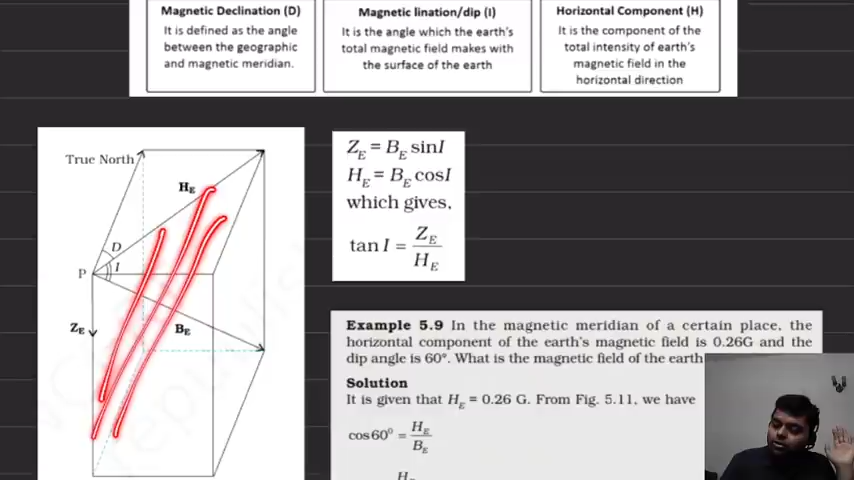 Magnetic Declination (D)
It is defined as the angle
between the geographic
and magnetic meridian.
Magnetic lination/dip (I)
It is the angle which the earth's
total magnetic field makes with
the surface of the earth
Horizontal Component (H)
It is the component of the
total intensity of earth's
magnetic field in the
horizontal direction
True North
H_E
D
P
I
Z_E
B_E
Z_E = B_E sinI
H_E = B_E cosI
which gives,
tan I = Z_E / H_E
Example 5.9 In the magnetic meridian of a certain place, the
horizontal component of the earth's magnetic field is 0.26G and the
dip angle is 60°. What is the magnetic field of the earth
Solution
It is given that H_E = 0.26 G. From Fig. 5.11, we have
cos60⁰ = H_E / B_E